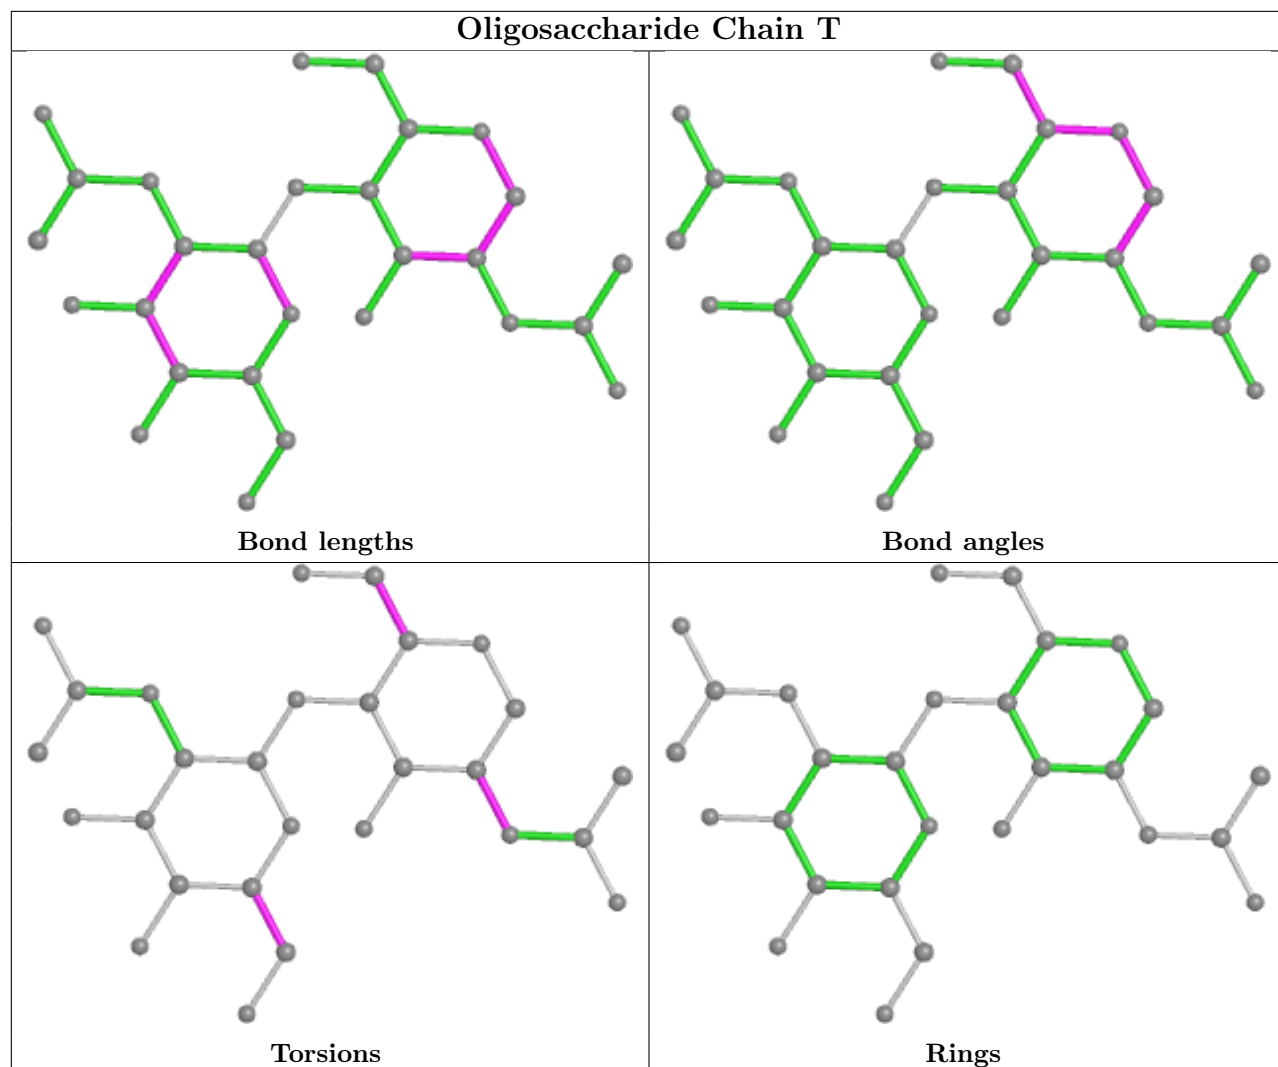 Oligosaccharide Chain T
Bond lengths
Bond angles
Torsions
Rings